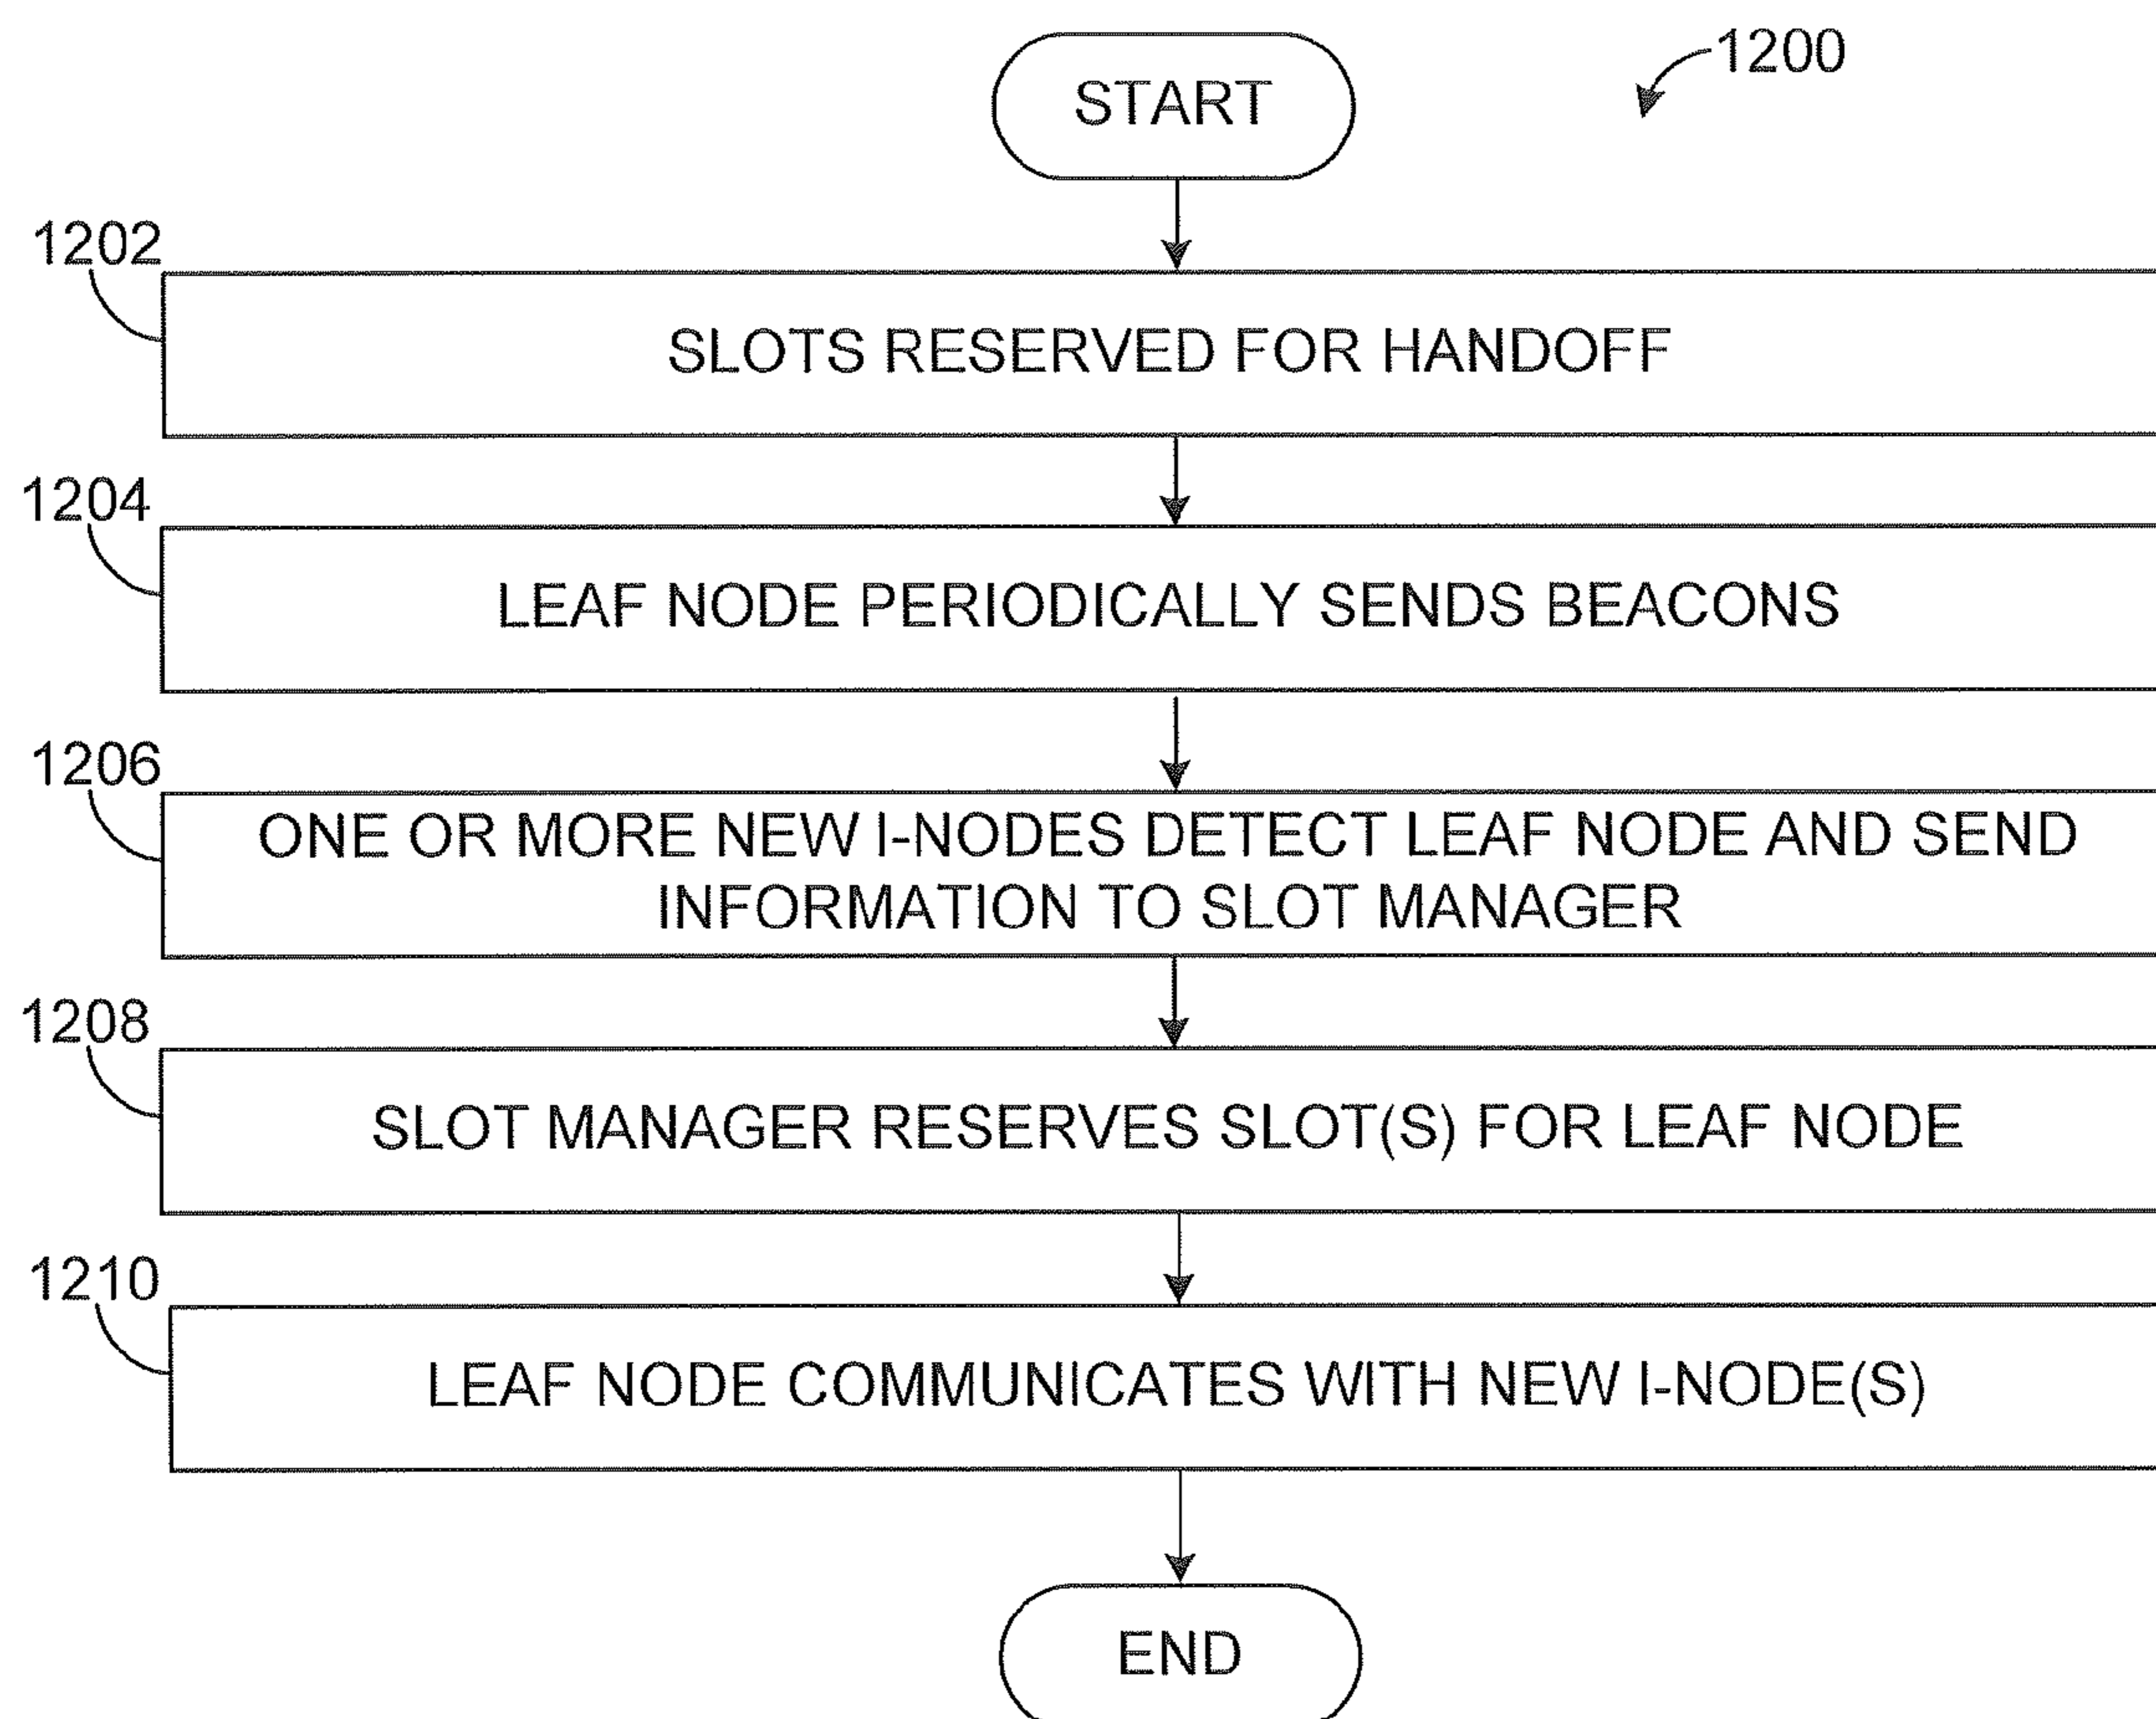 START
1200
1202
SLOTS RESERVED FOR HANDOFF
1204
LEAF NODE PERIODICALLY SENDS BEACONS
1206
ONE OR MORE NEW I-NODES DETECT LEAF NODE AND SEND
INFORMATION TO SLOT MANAGER
1208
SLOT MANAGER RESERVES SLOT(S) FOR LEAF NODE
1210
LEAF NODE COMMUNICATES WITH NEW I-NODE(S)
END